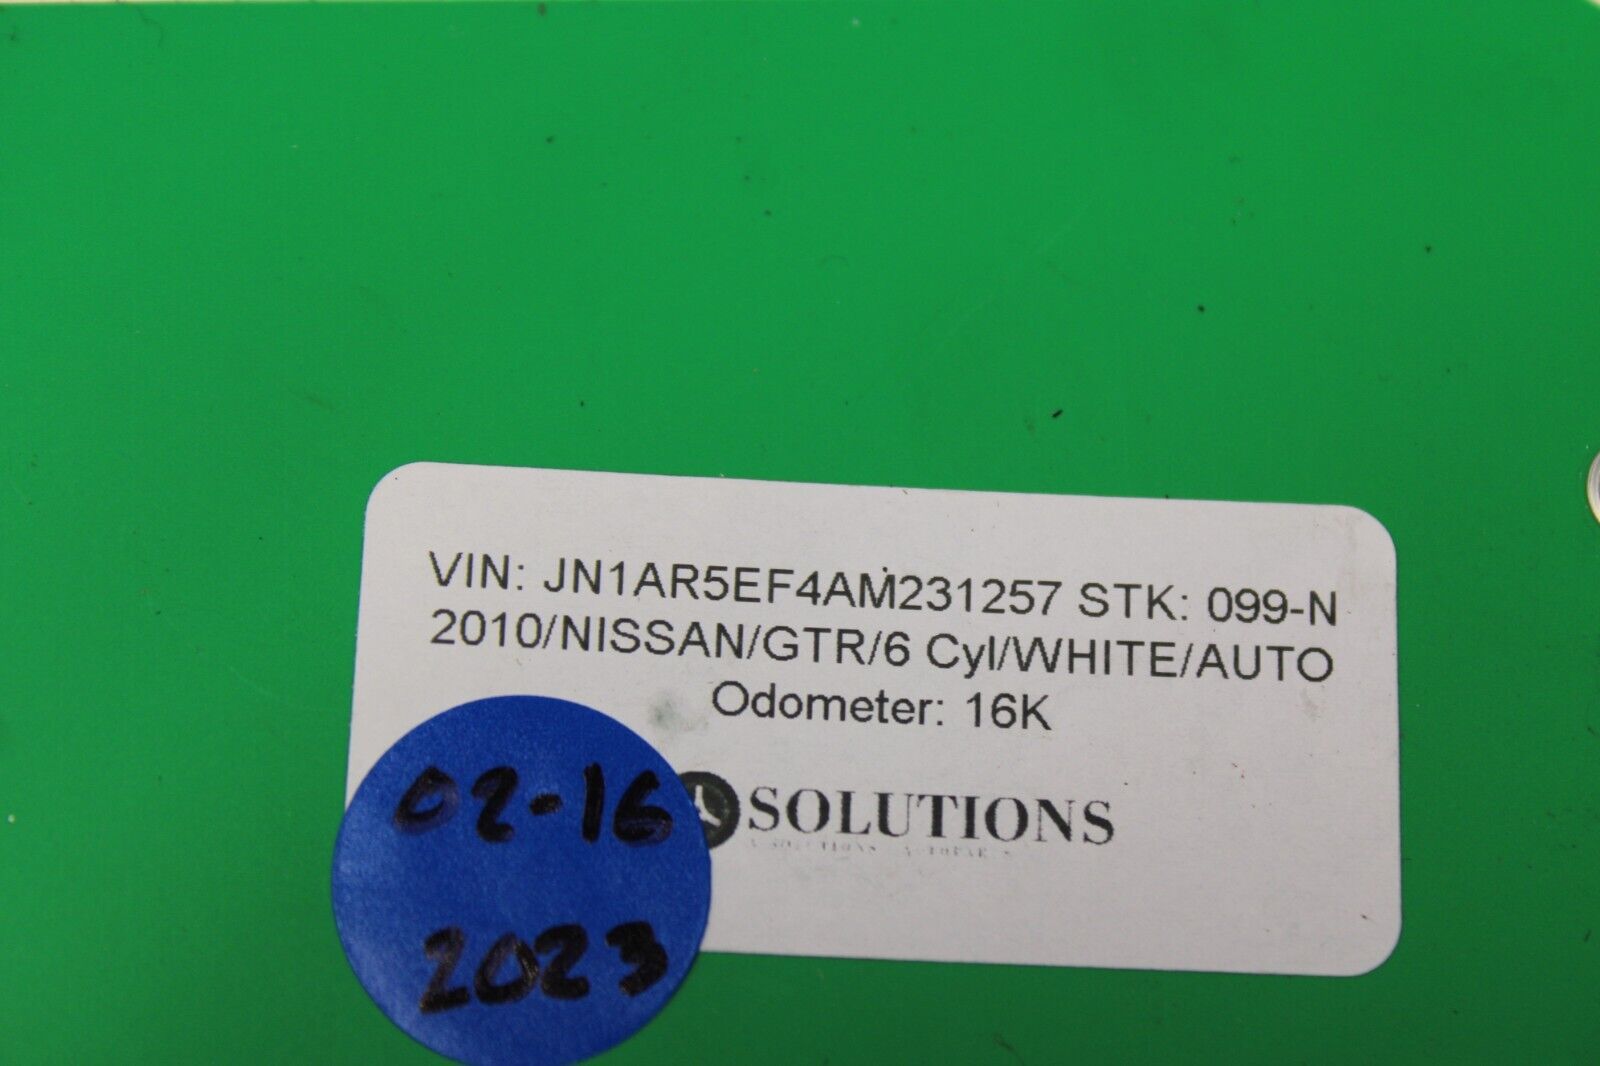 VIN: JN1AR5EF4AM231257 STK: 099-N
2010/NISSAN/GTR/6 Cyl/WHITE/AUTO
Odometer: 16K
SOLUTIONS
02-16
2023